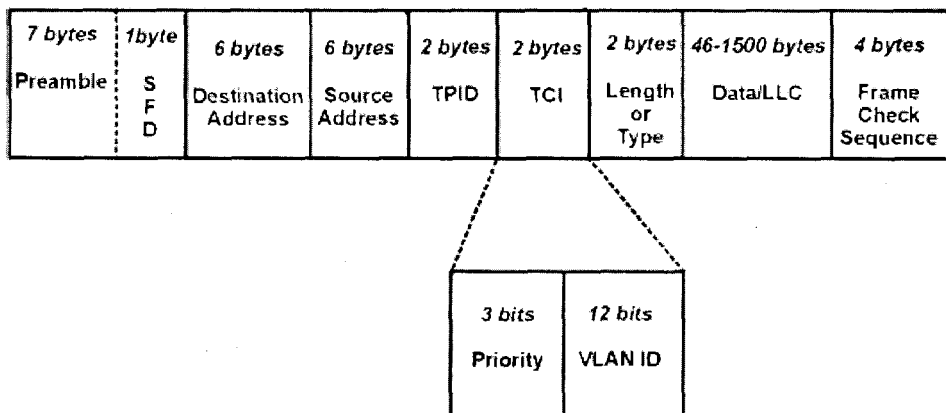 7 bytes
Preamble
1byte
S
F
D
6 bytes
Destination
Address
6 bytes
Source
Address
2 bytes
TPID
2 bytes
TCI
2 bytes
Length
or
Type
46-1500 bytes
Data/LLC
4 bytes
Frame
Check
Sequence
3 bits
Priority
12 bits
VLAN ID